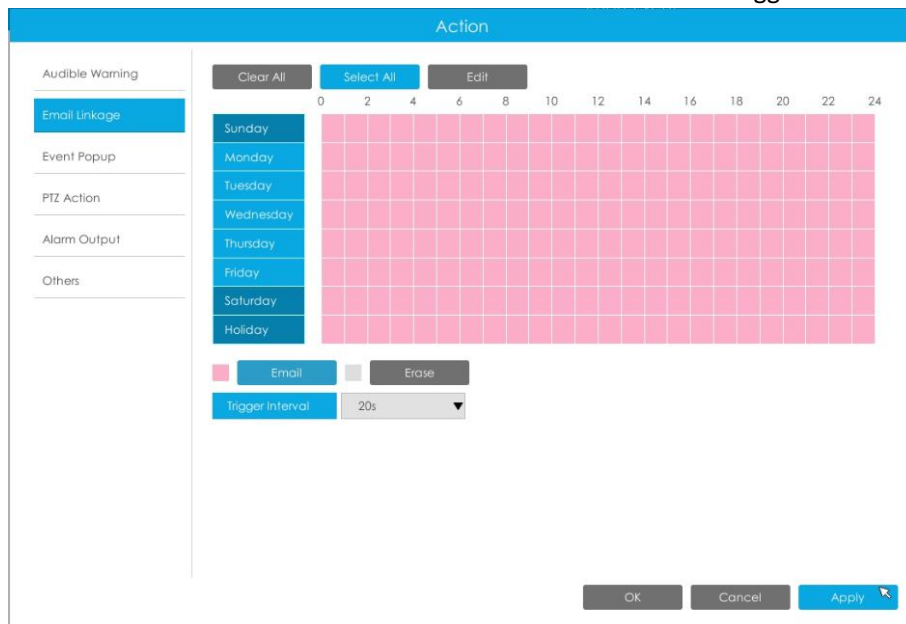 Action
Audible Warning
Email Linkage
Event Popup
PTZ Action
Alarm Output
Others
Clear All Select All Edit
0 2 4 6 8 10 12 14 16 18 20 22 24
Sunday
Monday
Tuesday
Wednesday
Thursday
Friday
Saturday
Holiday
Email Erase
Trigger Interval 20s
OK Cancel Apply